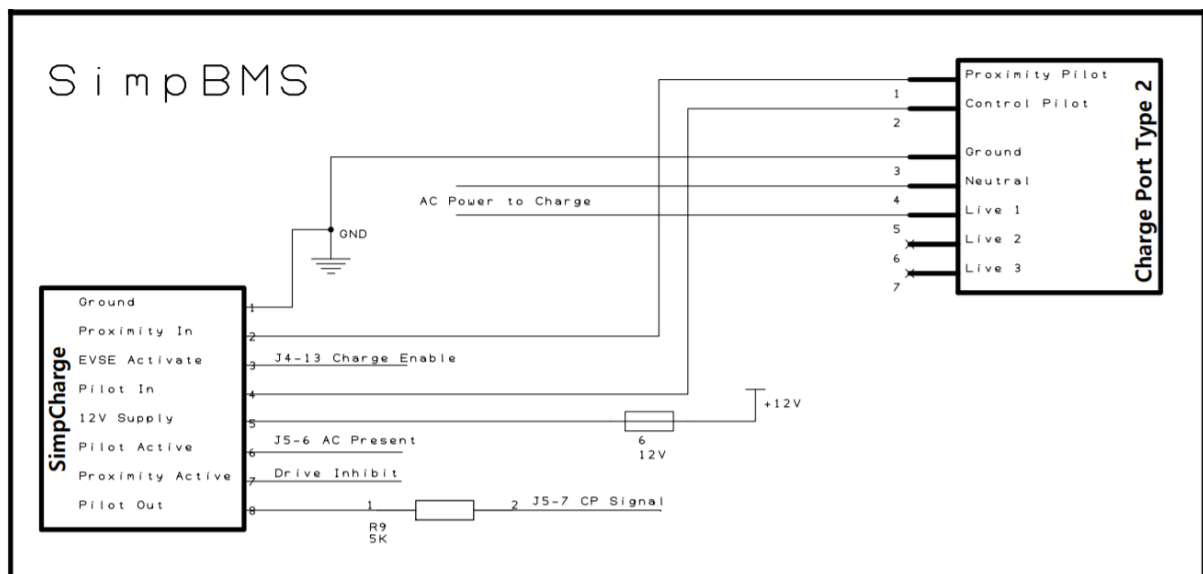 SimpBMS
Charge Port Type 2
Proximity Pilot
1
Control Pilot
2
Ground
3
Neutral
4
Live 1
5
Live 2
6
Live 3
7
AC Power to Charge
GND
SimpCharge
Ground
1
Proximity In
2
EVSE Activate
3
J4-13 Charge Enable
Pilot In
4
12V Supply
5
6
12V
+12V
Pilot Active
6
J5-6 AC Present
Proximity Active
7
Drive Inhibit
Pilot Out
8
1
R9
5K
2
J5-7 CP Signal